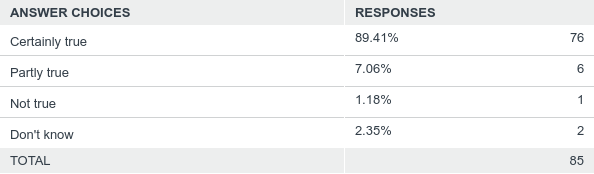 ANSWER CHOICES RESPONSES
Certainly true 89.41% 76
Partly true 7.06% 6
Not true 1.18% 1
Don't know 2.35% 2
TOTAL 85